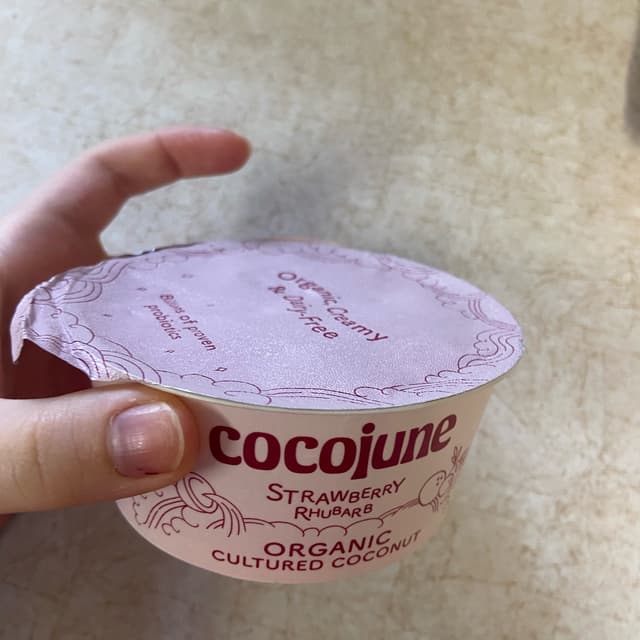 Organic, Creamy
& Dairy-Free
Billions of proven
probiotics
cocojune
STRAWBERRY
RHUBARB
ORGANIC
CULTURED COCONUT